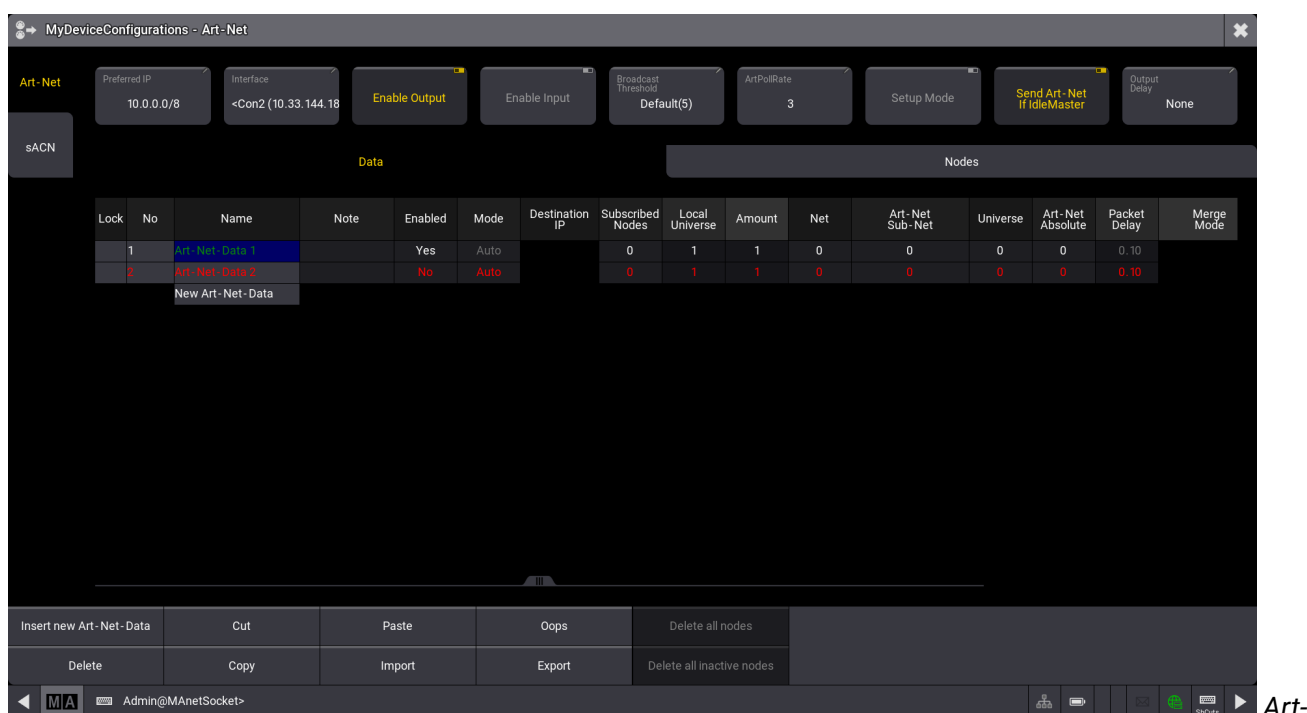 MyDeviceConfigurations - Art-Net
Art-Net
sACN
Preferred IP
10.0.0.0/8
Interface
<Con2 (10.33.144.18
Enable Output
Enable Input
Broadcast
Threshold
Default(5)
ArtPollRate
3
Setup Mode
Send Art-Net
If IdleMaster
Output
Delay
None
Data
Nodes
Lock No Name Note Enabled Mode Destination IP Subscribed Nodes Local Universe Amount Net Art-Net Sub-Net Universe Art-Net Absolute Packet Delay Merge Mode
1 Art-Net-Data 1 Yes Auto 0 1 1 0 0 0 0 0.10
2 Art-Net-Data 2 No Auto 0 1 1 0 0 0 0 0.10
New Art-Net-Data
Insert new Art-Net-Data Cut Paste Oops Delete all nodes
Delete Copy Import Export Delete all inactive nodes
MA Admin@MAnetSocket>
ShCuts
Art-